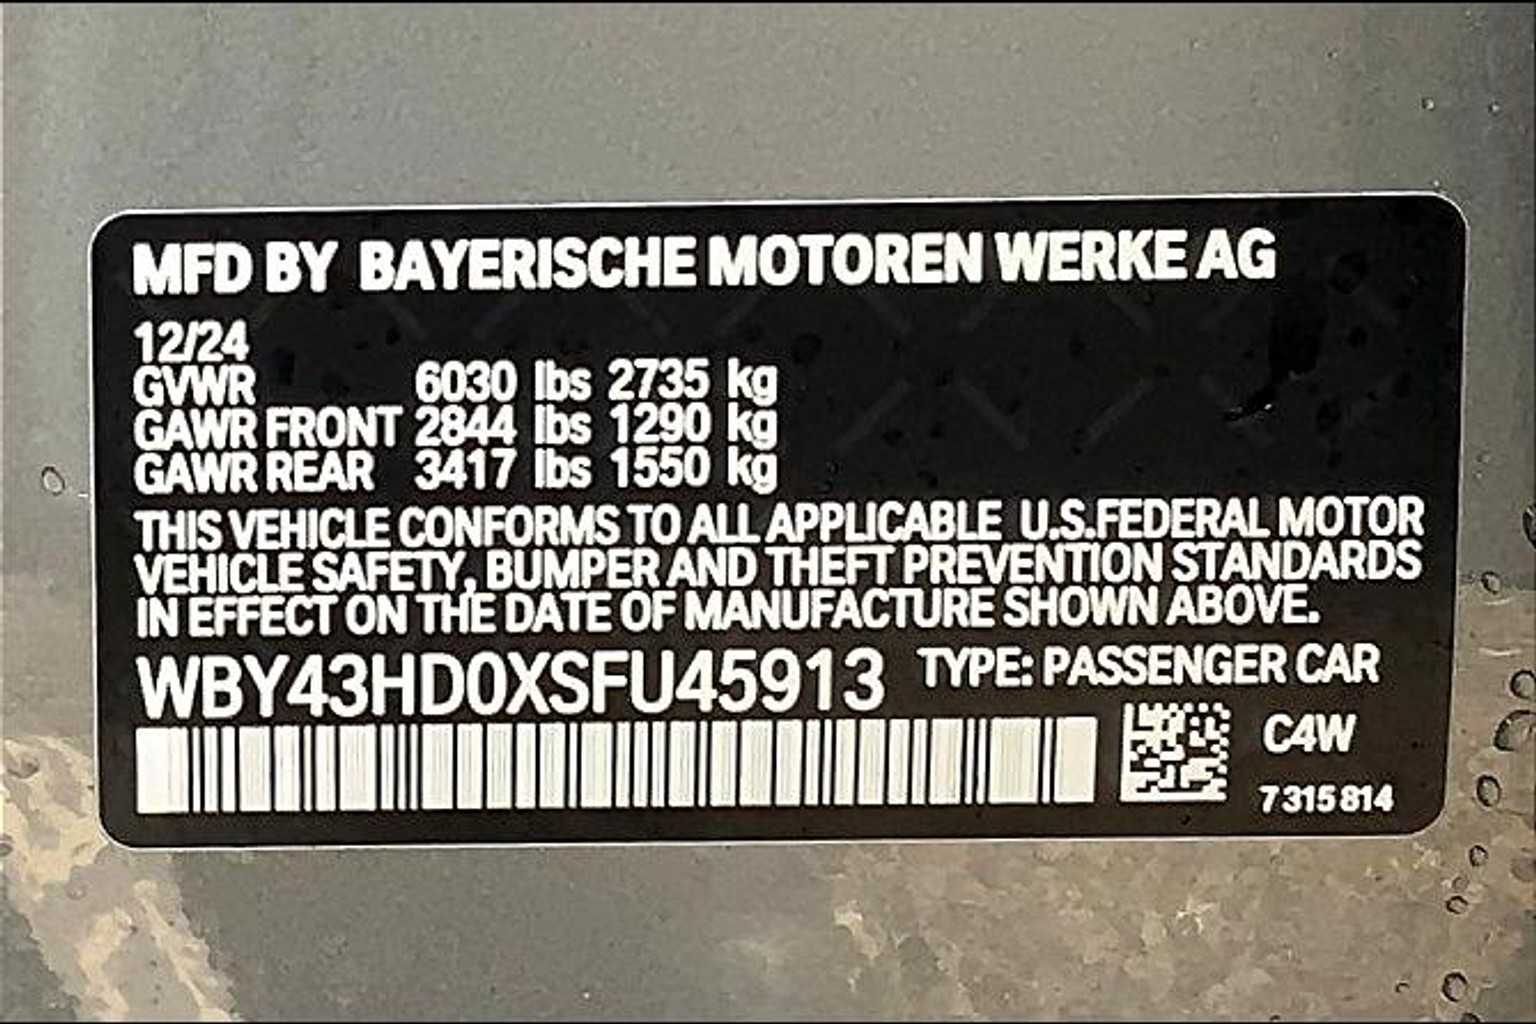 MFD BY BAYERISCHE MOTOREN WERKE AG
12/24
GVWR 6030 lbs 2735 kg
GAWR FRONT 2844 lbs 1290 kg
GAWR REAR 3417 lbs 1550 kg
THIS VEHICLE CONFORMS TO ALL APPLICABLE U.S.FEDERAL MOTOR
VEHICLE SAFETY, BUMPER AND THEFT PREVENTION STANDARDS
IN EFFECT ON THE DATE OF MANUFACTURE SHOWN ABOVE.
WBY43HD0XSFU45913 TYPE: PASSENGER CAR
C4W
7 315 814